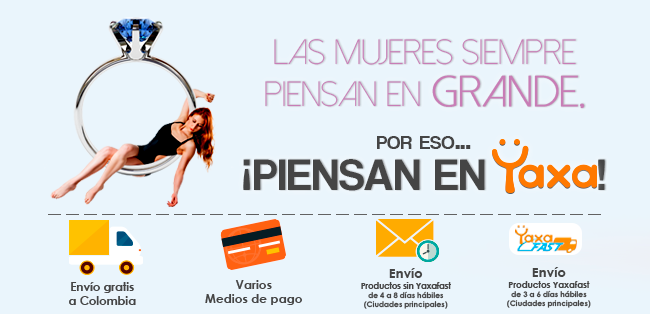 LAS MUJERES SIEMPRE
PIENSAN EN GRANDE.
POR ESO...
¡PIENSAN EN Yaxa!
Envío gratis
a Colombia
Varios
Medios de pago
Envío
Productos sin Yaxafast
de 4 a 8 días hábiles
(Ciudades principales)
Yaxa
FAST
Envío
Productos Yaxafast
de 3 a 6 días hábiles
(Ciudades principales)